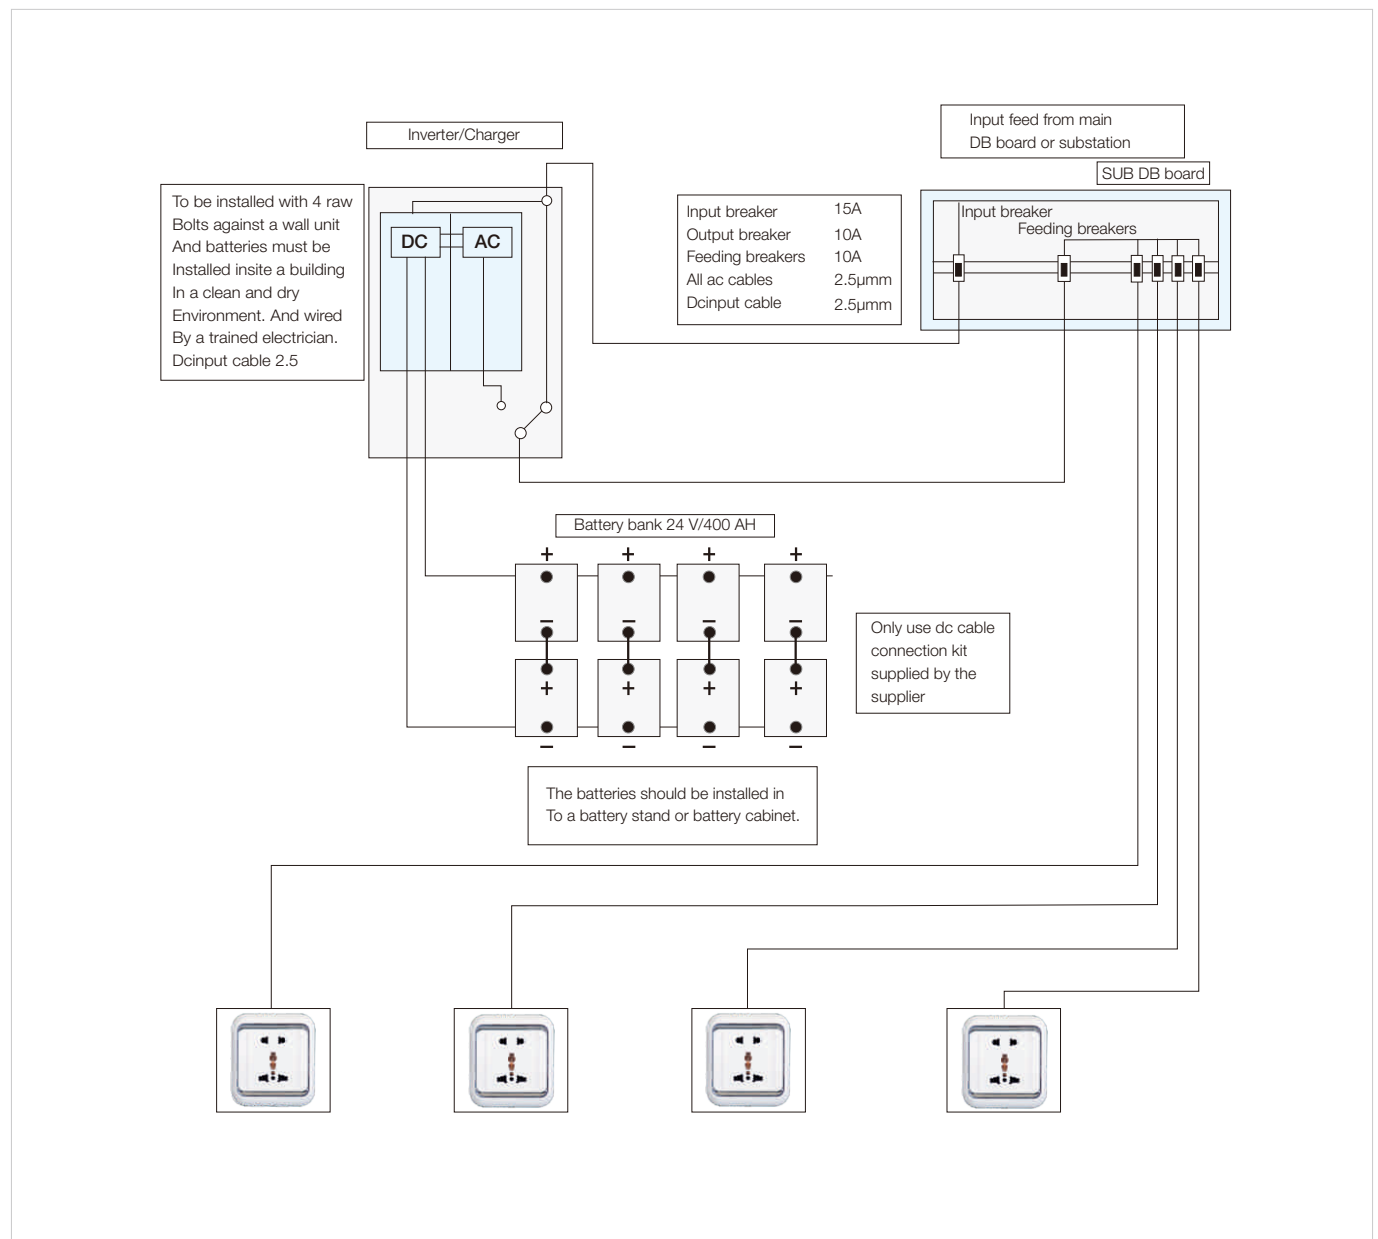 Input feed from main
DB board or substation
Inverter/Charger
SUB DB board
To be installed with 4 raw
Bolts against a wall unit
And batteries must be
Installed insite a building
In a clean and dry
Environment. And wired
By a trained electrician.
Dcinput cable 2.5
DC
AC
Input breaker 15A
Output breaker 10A
Feeding breakers 10A
All ac cables 2.5µmm
Dcinput cable 2.5µmm
Input breaker
Feeding breakers
Battery bank 24 V/400 AH
+ + + +
– – – –
+ + + +
– – – –
Only use dc cable
connection kit
supplied by the
supplier
The batteries should be installed in
To a battery stand or battery cabinet.